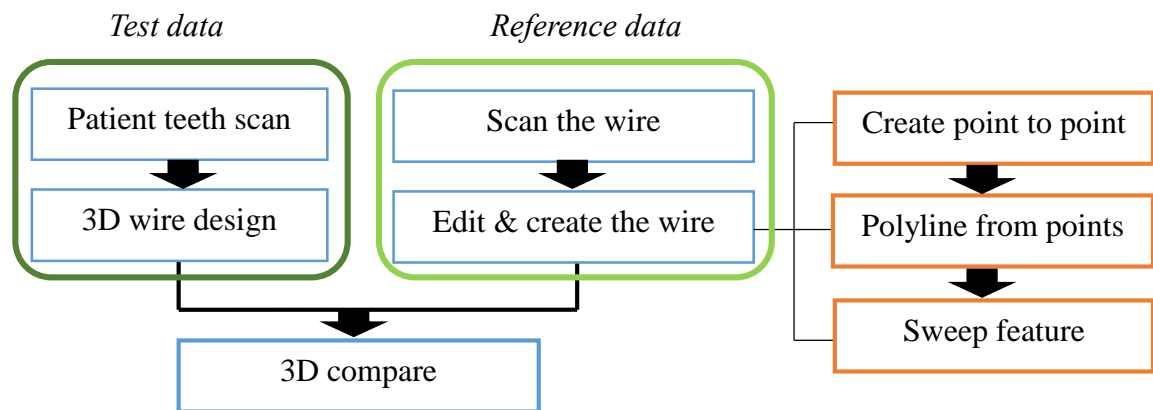 Test data
Reference data
Patient teeth scan
3D wire design
Scan the wire
Edit & create the wire
Create point to point
Polyline from points
Sweep feature
3D compare